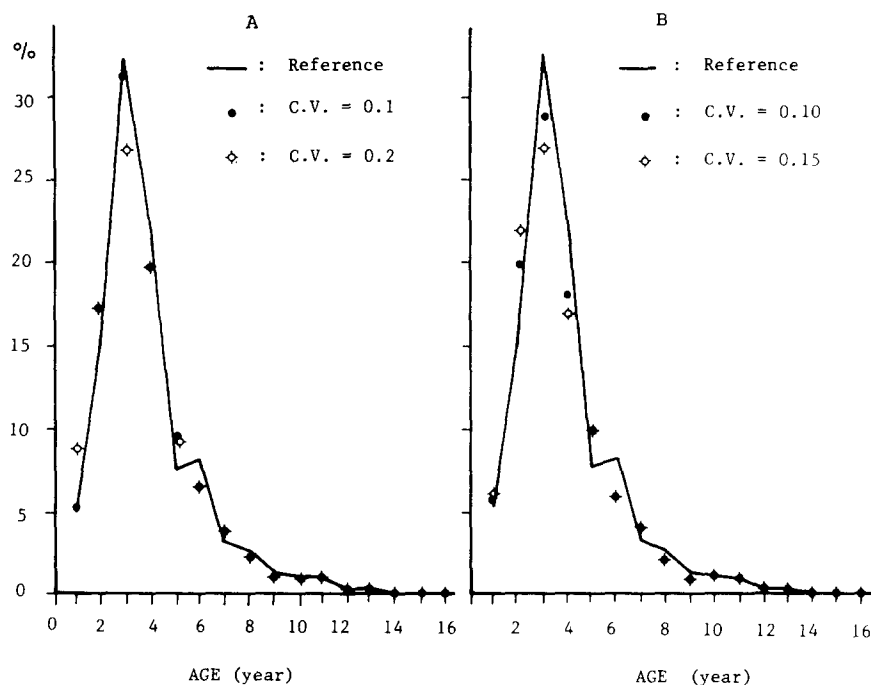 A
%
— : Reference
● : C.V. = 0.1
✧ : C.V. = 0.2
30
25
20
15
10
5
0
0 2 4 6 8 10 12 14 16
AGE (year)
B
— : Reference
● : C.V. = 0.10
✧ : C.V. = 0.15
2 4 6 8 10 12 14 16
AGE (year)